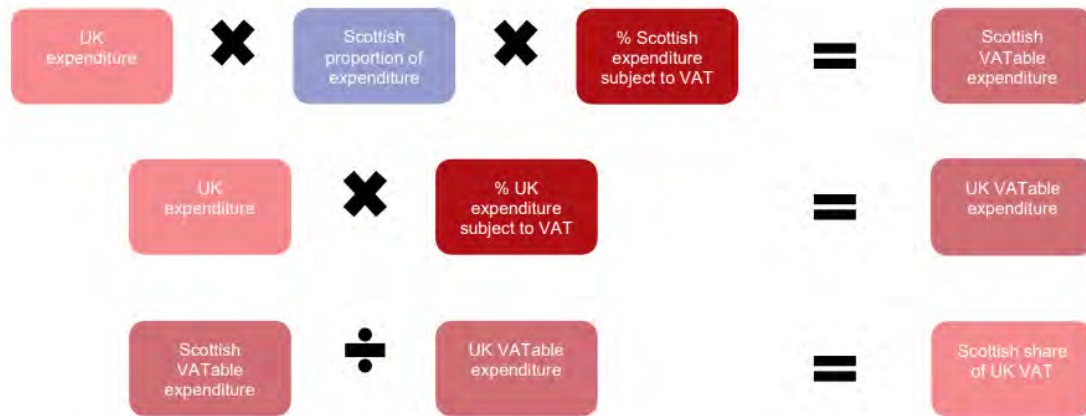 UK
expenditure
Scottish
proportion of
expenditure
% Scottish
expenditure
subject to VAT
=
Scottish
VATable
expenditure
UK
expenditure
% UK
expenditure
subject to VAT
=
UK VATable
expenditure
Scottish
VATable
expenditure
÷
UK VATable
expenditure
=
Scottish share
of UK VAT